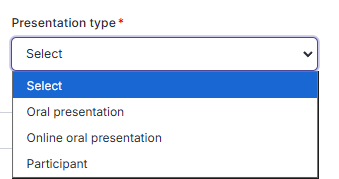 Presentation type*
Select
Select
Oral presentation
Online oral presentation
Participant